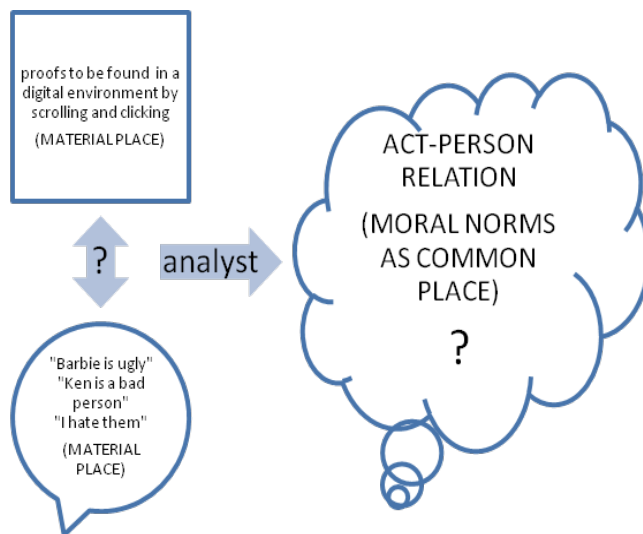 proofs to be found in a
digital environment by
scrolling and clicking
(MATERIAL PLACE)
?
analyst
"Barbie is ugly"
"Ken is a bad
person"
"I hate them"
(MATERIAL
PLACE)
ACT-PERSON
RELATION
(MORAL NORMS
AS COMMON
PLACE)
?